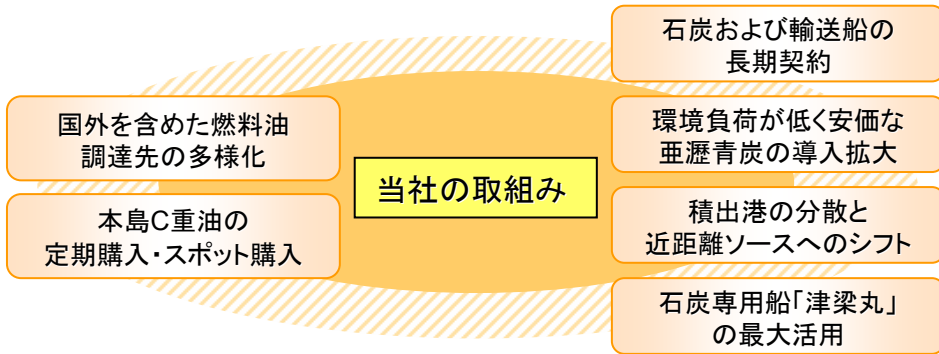 石炭および輸送船の
長期契約
国外を含めた燃料油
調達先の多様化
環境負荷が低く安価な
亜瀝青炭の導入拡大
当社の取組み
本島C重油の
定期購入・スポット購入
積出港の分散と
近距離ソースへのシフト
石炭専用船「津梁丸」
の最大活用